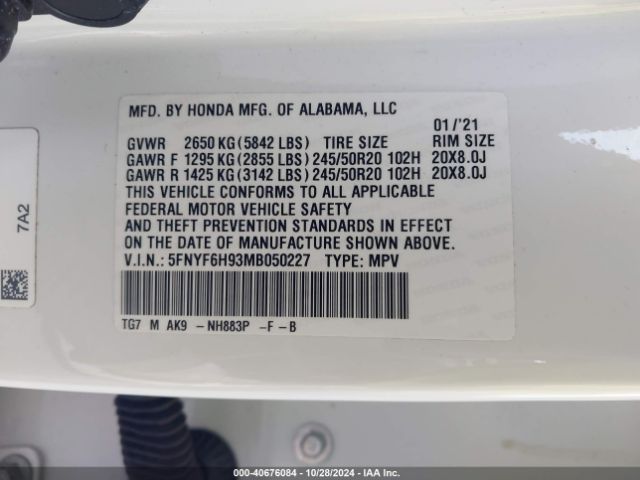 MFD. BY HONDA MFG. OF ALABAMA, LLC
01/'21
GVWR 2650 KG (5842 LBS) TIRE SIZE RIM SIZE
GAWR F 1295 KG (2855 LBS) 245/50R20 102H 20X8.0J
GAWR R 1425 KG (3142 LBS) 245/50R20 102H 20X8.0J
THIS VEHICLE CONFORMS TO ALL APPLICABLE
FEDERAL MOTOR VEHICLE SAFETY
AND THEFT PREVENTION STANDARDS IN EFFECT
ON THE DATE OF MANUFACTURE SHOWN ABOVE.
V.I.N.: 5FNYF6H93MB050227 TYPE: MPV
TG7 M AK9 -NH883P -F-B
7A2
000-40676084 | 10/28/2024 - IAA Inc.